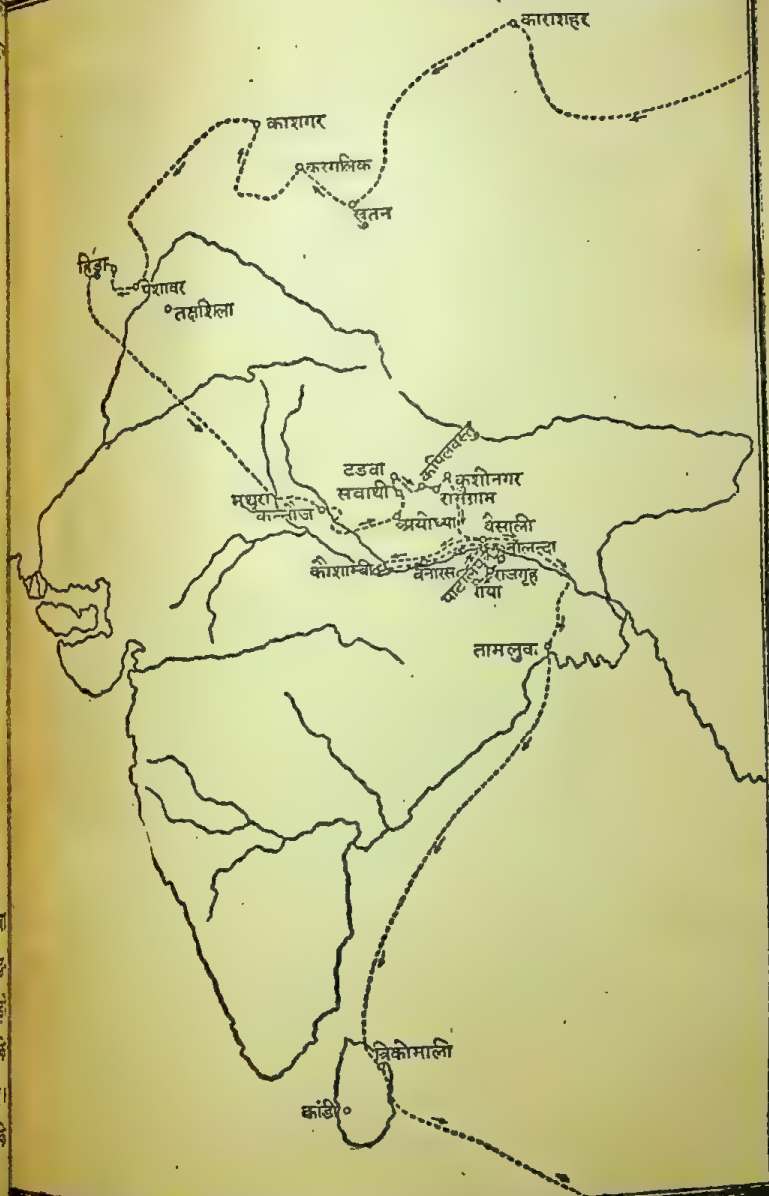 काराशहर
काशगर
करगलिक
खुतन
हिड्डा
पेशावर
तक्षशिला
कपिलवस्तु
टडवा
कुशीनगर
सवाथी
रामग्राम
मथुरा
कन्नौज
अयोध्या
वैसाली
नालन्दा
कौशाम्बी
बनारस
राजगृह
गया
तामलुक
त्रिंकोमाली
कांडी